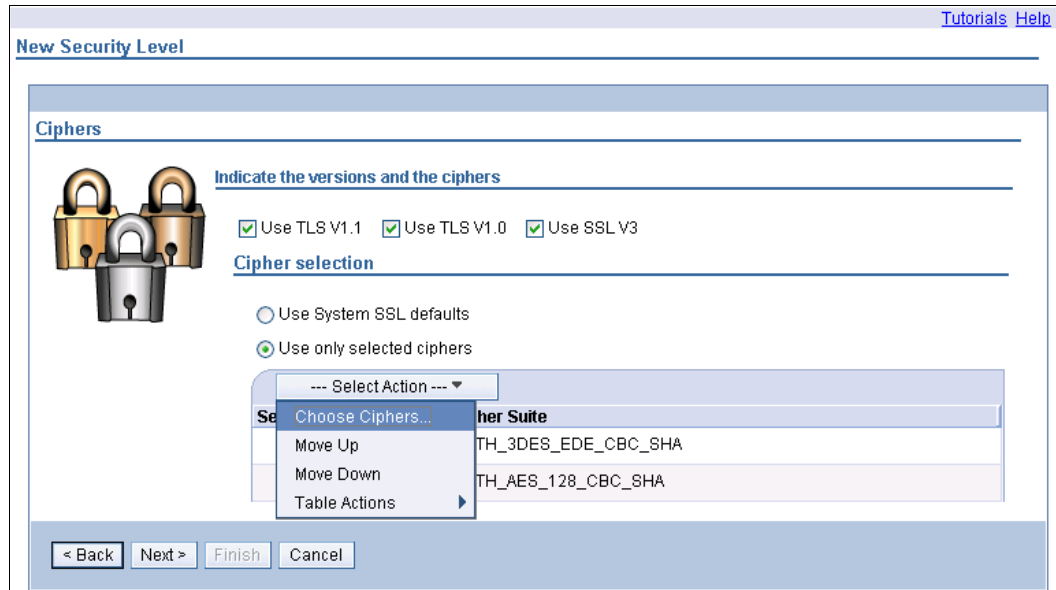 Tutorials Help
New Security Level
Ciphers
Indicate the versions and the ciphers
Use TLS V1.1 Use TLS V1.0 Use SSL V3
Cipher selection
Use System SSL defaults
Use only selected ciphers
--- Select Action ---
Se her Suite
Choose Ciphers...
TH_3DES_EDE_CBC_SHA
Move Up
Move Down
TH_AES_128_CBC_SHA
Table Actions
< Back Next > Finish Cancel